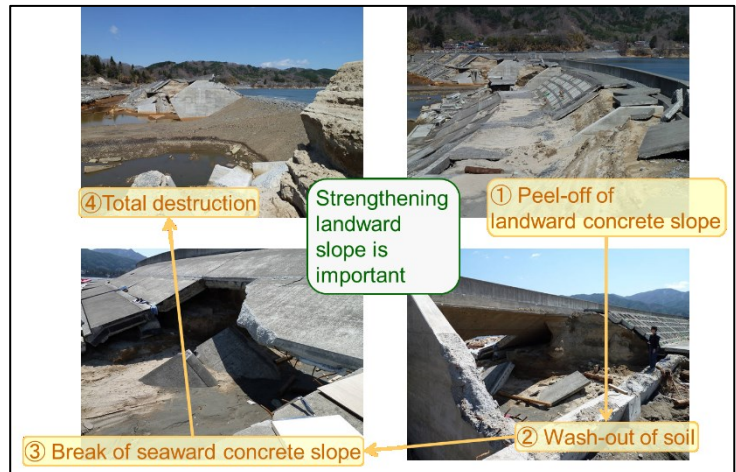 ① Peel-off of
landward concrete slope
② Wash-out of soil
③ Break of seaward concrete slope
④Total destruction
Strengthening
landward
slope is
important